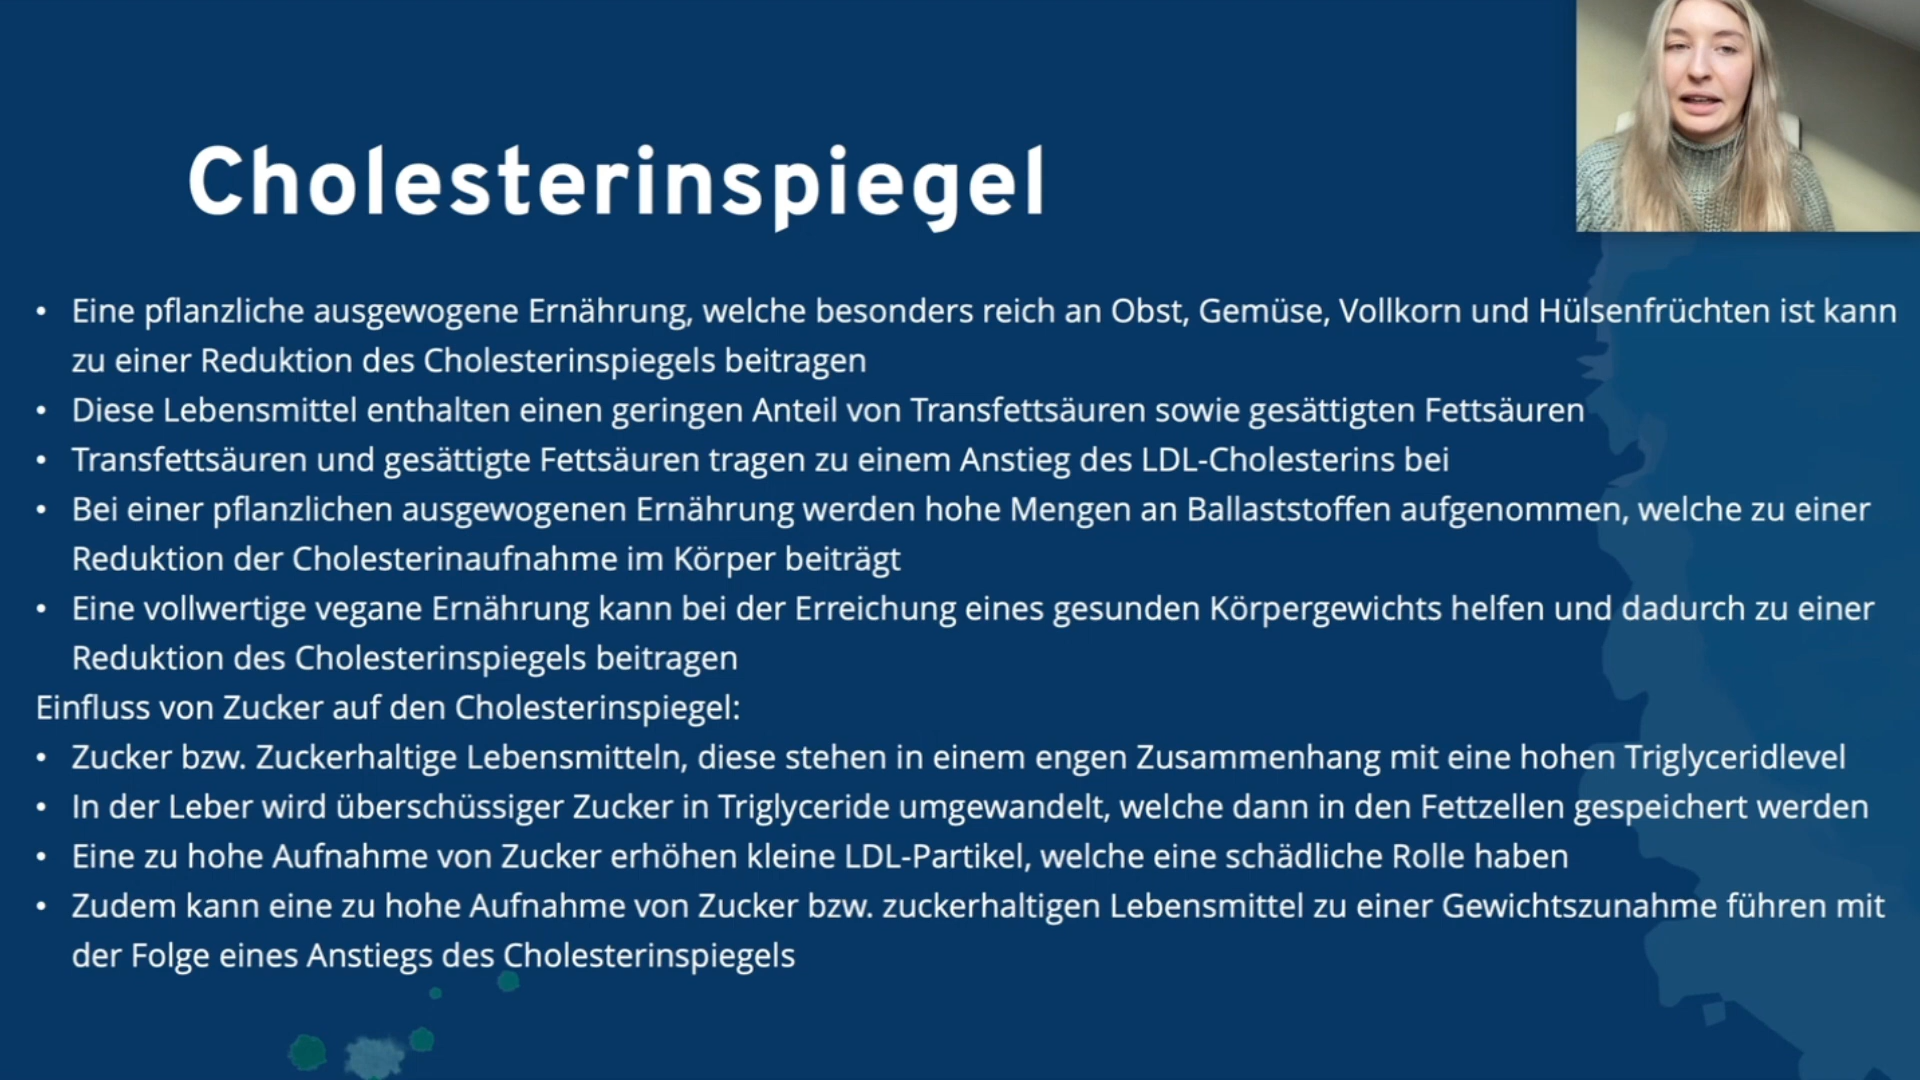 Cholesterinspiegel
• Eine pflanzliche ausgewogene Ernährung, welche besonders reich an Obst, Gemüse, Vollkorn und Hülsenfrüchten ist kann
zu einer Reduktion des Cholesterinspiegels beitragen
• Diese Lebensmittel enthalten einen geringen Anteil von Transfettsäuren sowie gesättigten Fettsäuren
• Transfettsäuren und gesättigte Fettsäuren tragen zu einem Anstieg des LDL-Cholesterins bei
• Bei einer pflanzlichen ausgewogenen Ernährung werden hohe Mengen an Ballaststoffen aufgenommen, welche zu einer
Reduktion der Cholesterinaufnahme im Körper beiträgt
• Eine vollwertige vegane Ernährung kann bei der Erreichung eines gesunden Körpergewichts helfen und dadurch zu einer
Reduktion des Cholesterinspiegels beitragen
Einfluss von Zucker auf den Cholesterinspiegel:
• Zucker bzw. Zuckerhaltige Lebensmitteln, diese stehen in einem engen Zusammenhang mit eine hohen Triglyceridlevel
• In der Leber wird überschüssiger Zucker in Triglyceride umgewandelt, welche dann in den Fettzellen gespeichert werden
• Eine zu hohe Aufnahme von Zucker erhöhen kleine LDL-Partikel, welche eine schädliche Rolle haben
• Zudem kann eine zu hohe Aufnahme von Zucker bzw. zuckerhaltigen Lebensmittel zu einer Gewichtszunahme führen mit
der Folge eines Anstiegs des Cholesterinspiegels